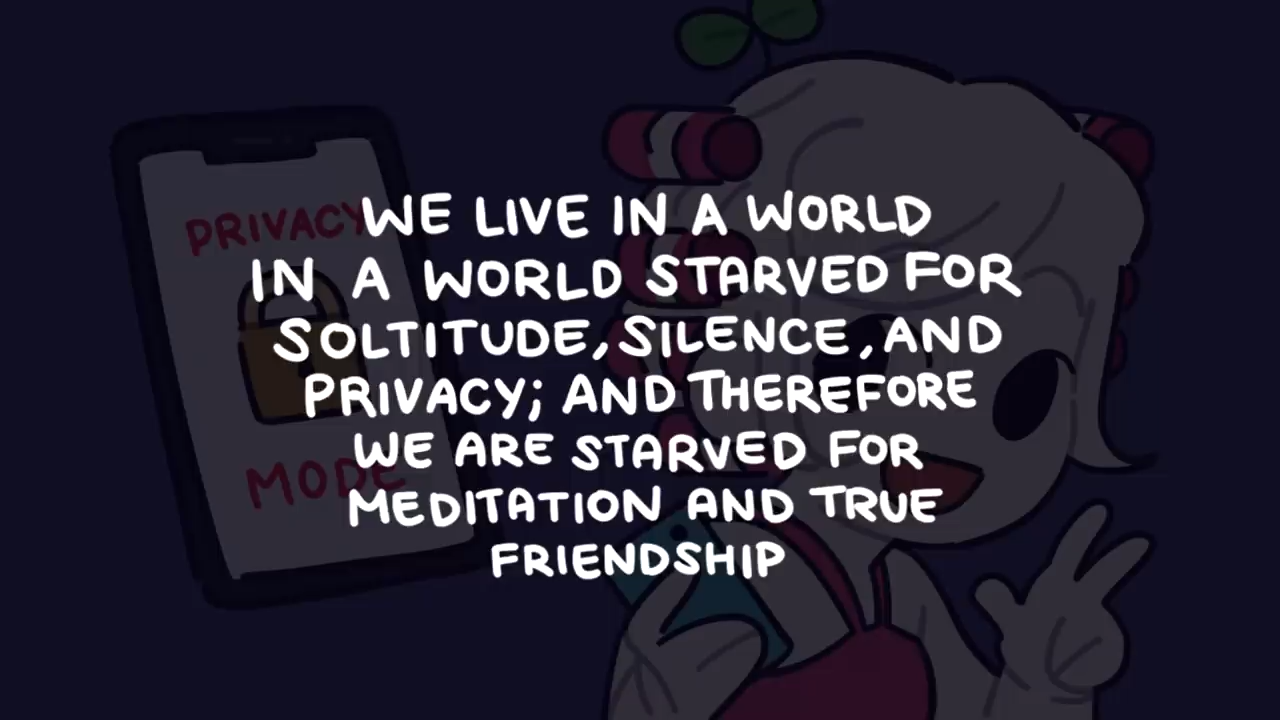 PRIVACY
MODE
WE LIVE IN A WORLD
IN A WORLD STARVED FOR
SOLTITUDE, SILENCE, AND
PRIVACY; AND THEREFORE
WE ARE STARVED FOR
MEDITATION AND TRUE
FRIENDSHIP